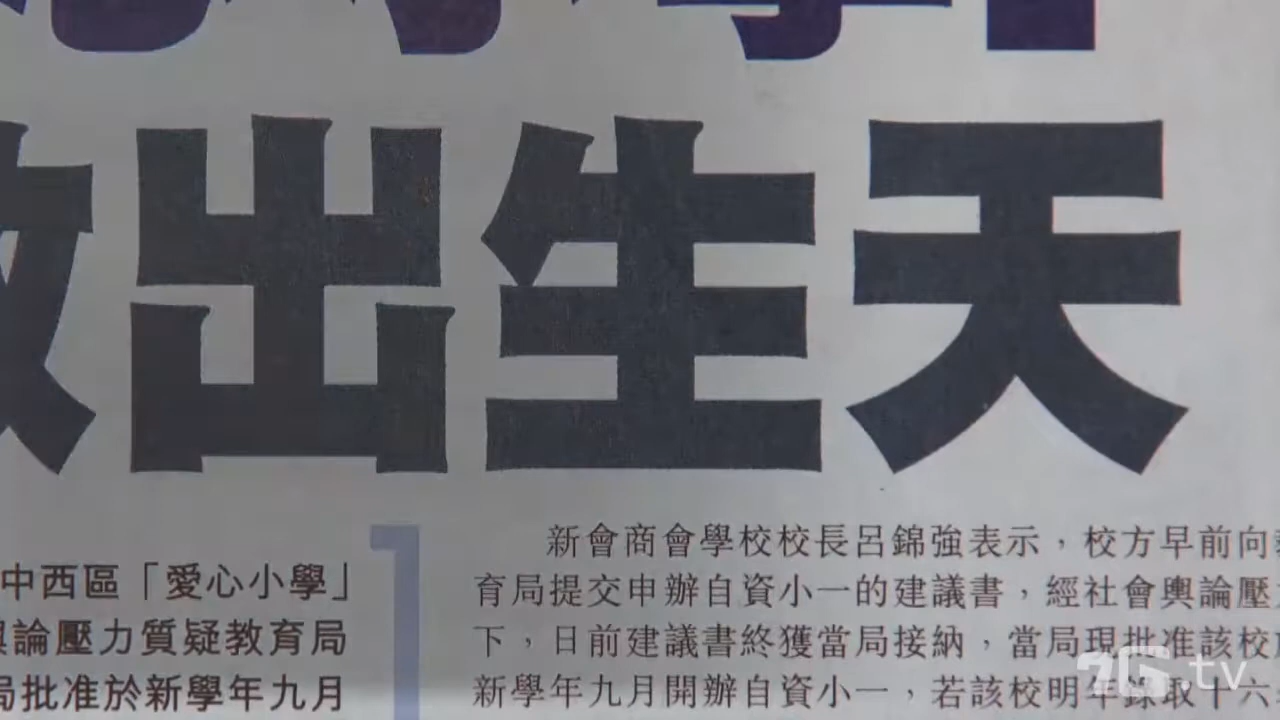 出生天
中西區「愛心小學」
論壓力質疑教育局
局批准於新學年九月
新會商會學校校長呂錦強表示，校方早前向
育局提交申辦自資小一的建議書，經社會輿論壓
下，日前建議書終獲當局接納，當局現批准該校
新學年九月開辦自資小一，若該校明年錄取十六
.tv